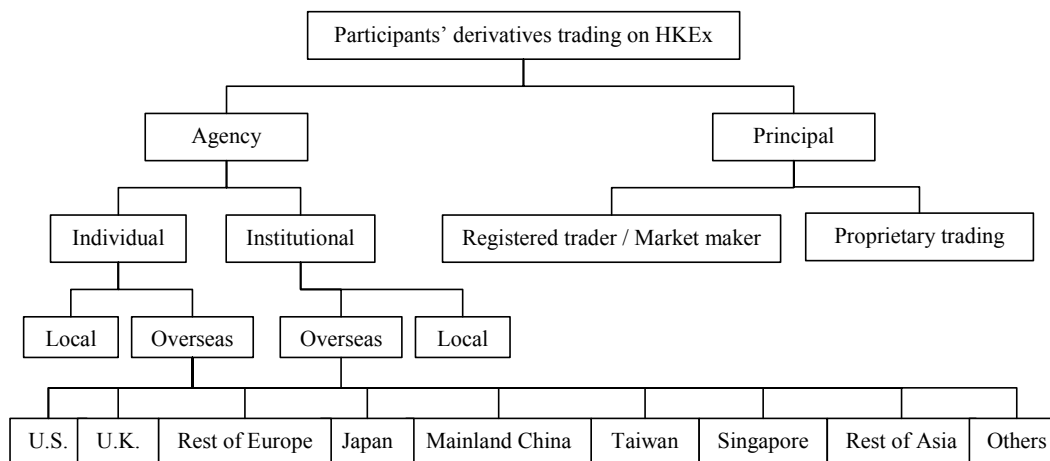 Participants’ derivatives trading on HKEx
Agency
Principal
Individual
Institutional
Registered trader / Market maker
Proprietary trading
Local
Overseas
Overseas
Local
U.S.
U.K.
Rest of Europe
Japan
Mainland China
Taiwan
Singapore
Rest of Asia
Others